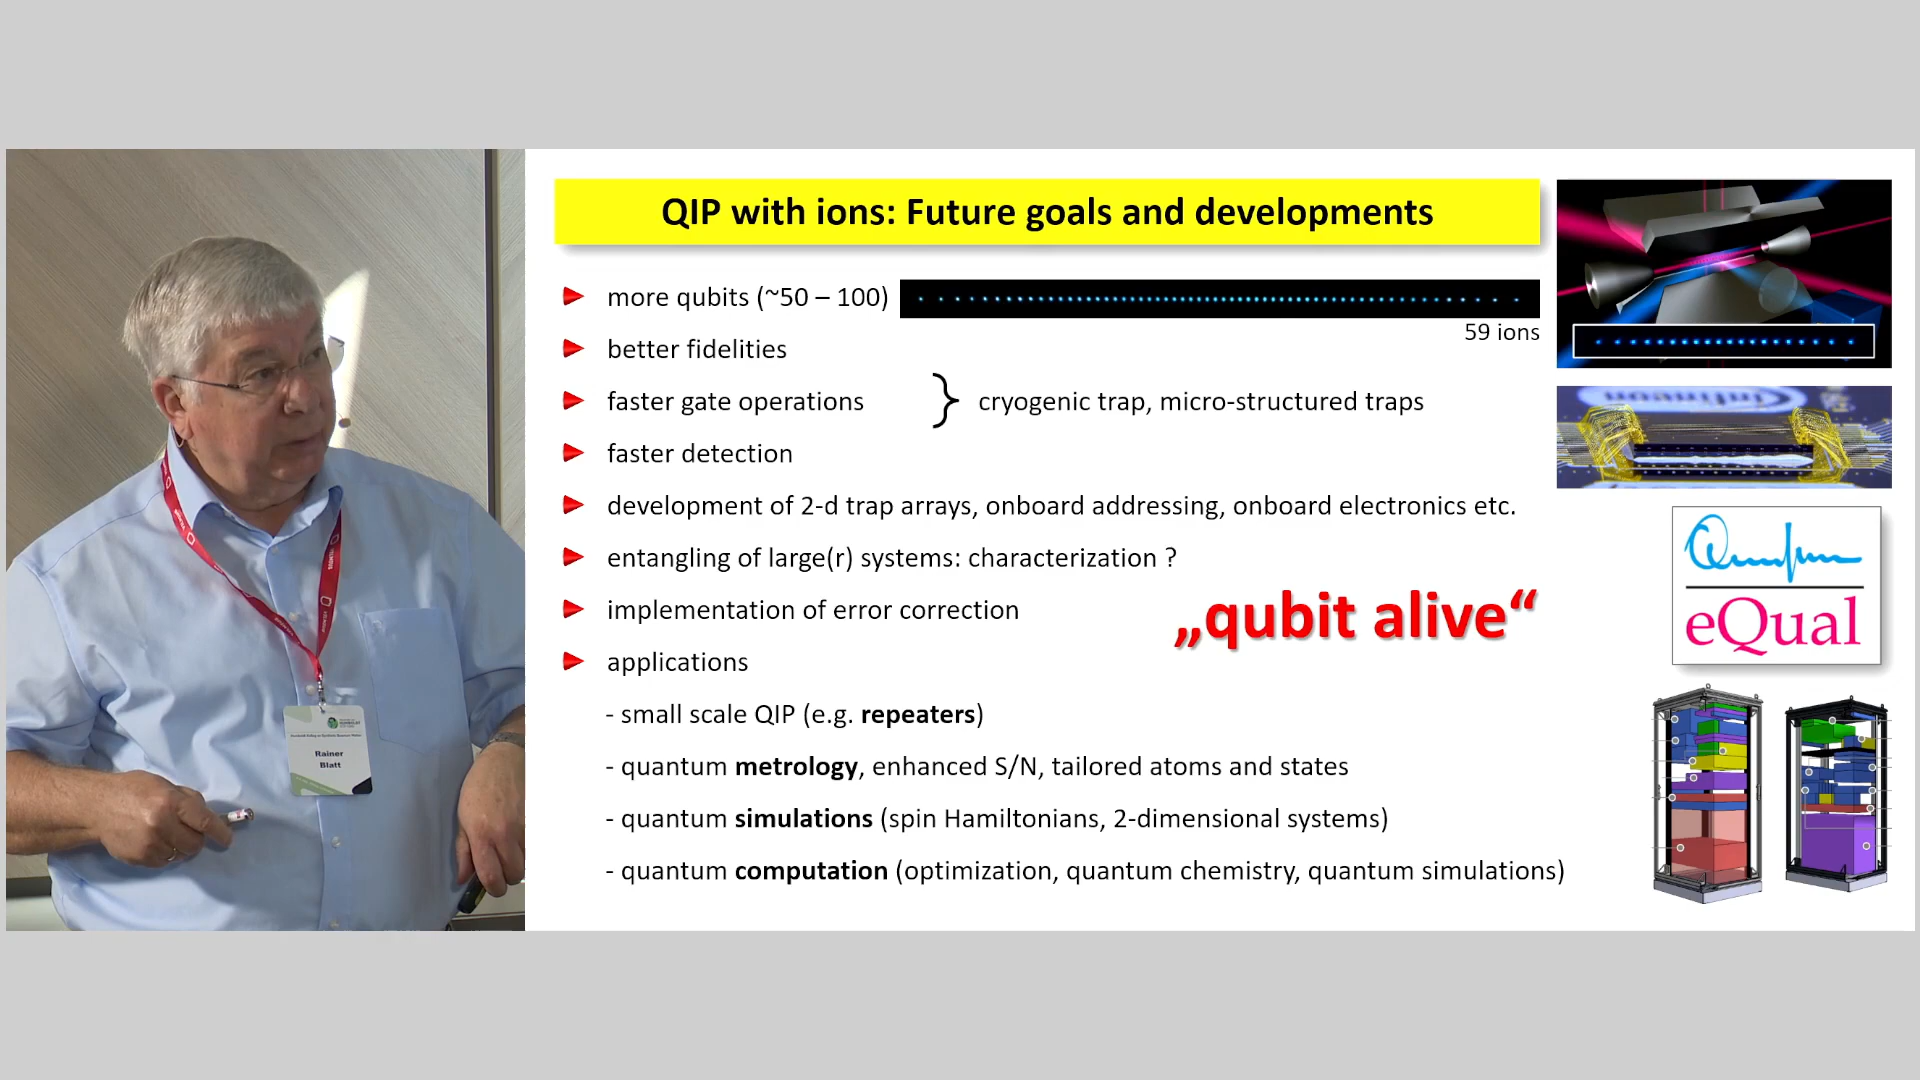 QIP with ions: Future goals and developments
more qubits (~50 – 100)
59 ions
better fidelities
faster gate operations
cryogenic trap, micro-structured traps
faster detection
development of 2-d trap arrays, onboard addressing, onboard electronics etc.
entangling of large(r) systems: characterization ?
implementation of error correction
„qubit alive“
applications
- small scale QIP (e.g. repeaters)
- quantum metrology, enhanced S/N, tailored atoms and states
- quantum simulations (spin Hamiltonians, 2-dimensional systems)
- quantum computation (optimization, quantum chemistry, quantum simulations)
infineon
eQual
Rainer
Blatt